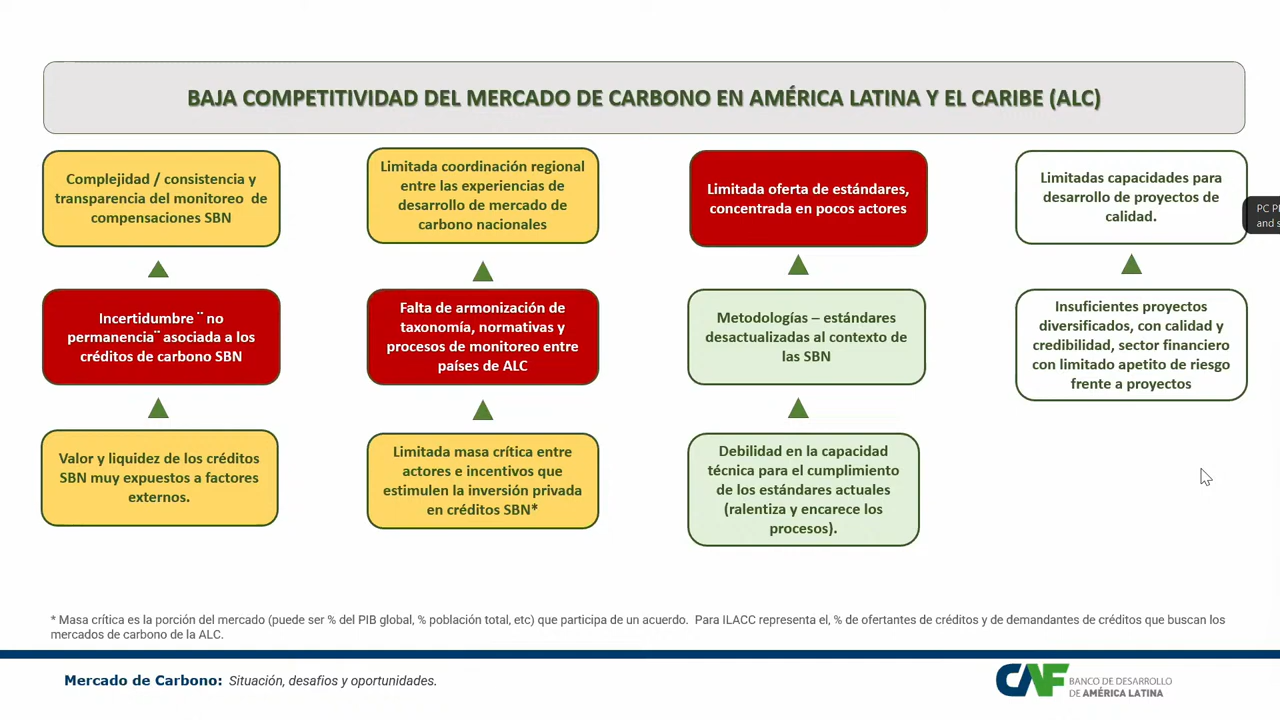 BAJA COMPETITIVIDAD DEL MERCADO DE CARBONO EN AMÉRICA LATINA Y EL CARIBE (ALC)
Complejidad / consistencia y
transparencia del monitoreo de
compensaciones SBN
Incertidumbre ¨ no
permanencia¨ asociada a los
créditos de carbono SBN
Valor y liquidez de los créditos
SBN muy expuestos a factores
externos.
Limitada coordinación regional
entre las experiencias de
desarrollo de mercado de
carbono nacionales
Falta de armonización de
taxonomía, normativas y
procesos de monitoreo entre
países de ALC
Limitada masa crítica entre
actores e incentivos que
estimulen la inversión privada
en créditos SBN*
Limitada oferta de estándares,
concentrada en pocos actores
Metodologías – estándares
desactualizadas al contexto de
las SBN
Debilidad en la capacidad
técnica para el cumplimiento
de los estándares actuales
(ralentiza y encarece los
procesos).
Limitadas capacidades para
desarrollo de proyectos de
calidad.
Insuficientes proyectos
diversificados, con calidad y
credibilidad, sector financiero
con limitado apetito de riesgo
frente a proyectos
PC
and
* Masa crítica es la porción del mercado (puede ser % del PIB global, % población total, etc) que participa de un acuerdo. Para ILACC representa el, % de ofertantes de créditos y de demandantes de créditos que buscan los
mercados de carbono de la ALC.
Mercado de Carbono: Situación, desafios y oportunidades.
CAF BANCO DE DESARROLLO
DE AMÉRICA LATINA